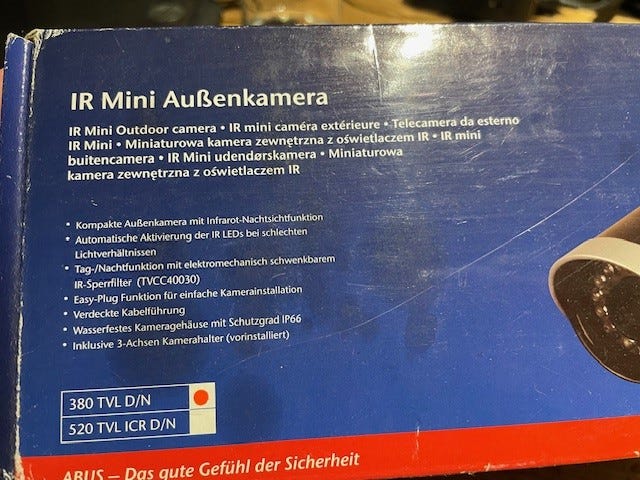 IR Mini Außenkamera
IR Mini Outdoor camera • IR mini caméra extérieure • Telecamera da esterno
IR Mini • Miniaturowa kamera zewnętrzna z oświetlaczem IR • IR mini
buitencamera • IR Mini udendørskamera • Miniaturowa
kamera zewnętrzna z oświetlaczem IR
• Kompakte Außenkamera mit Infrarot-Nachtsichtfunktion
• Automatische Aktivierung der IR LEDs bei schlechten
Lichtverhältnissen
• Tag-/Nachtfunktion mit elektromechanisch schwenkbarem
IR-Sperrfilter (TVCC40030)
• Easy-Plug Funktion für einfache Kamerainstallation
• Verdeckte Kabelführung
• Wasserfestes Kameragehäuse mit Schutzgrad IP66
• Inklusive 3-Achsen Kamerahalter (vorinstalliert)
380 TVL D/N
520 TVL ICR D/N
ABUS – Das gute Gefühl der Sicherheit